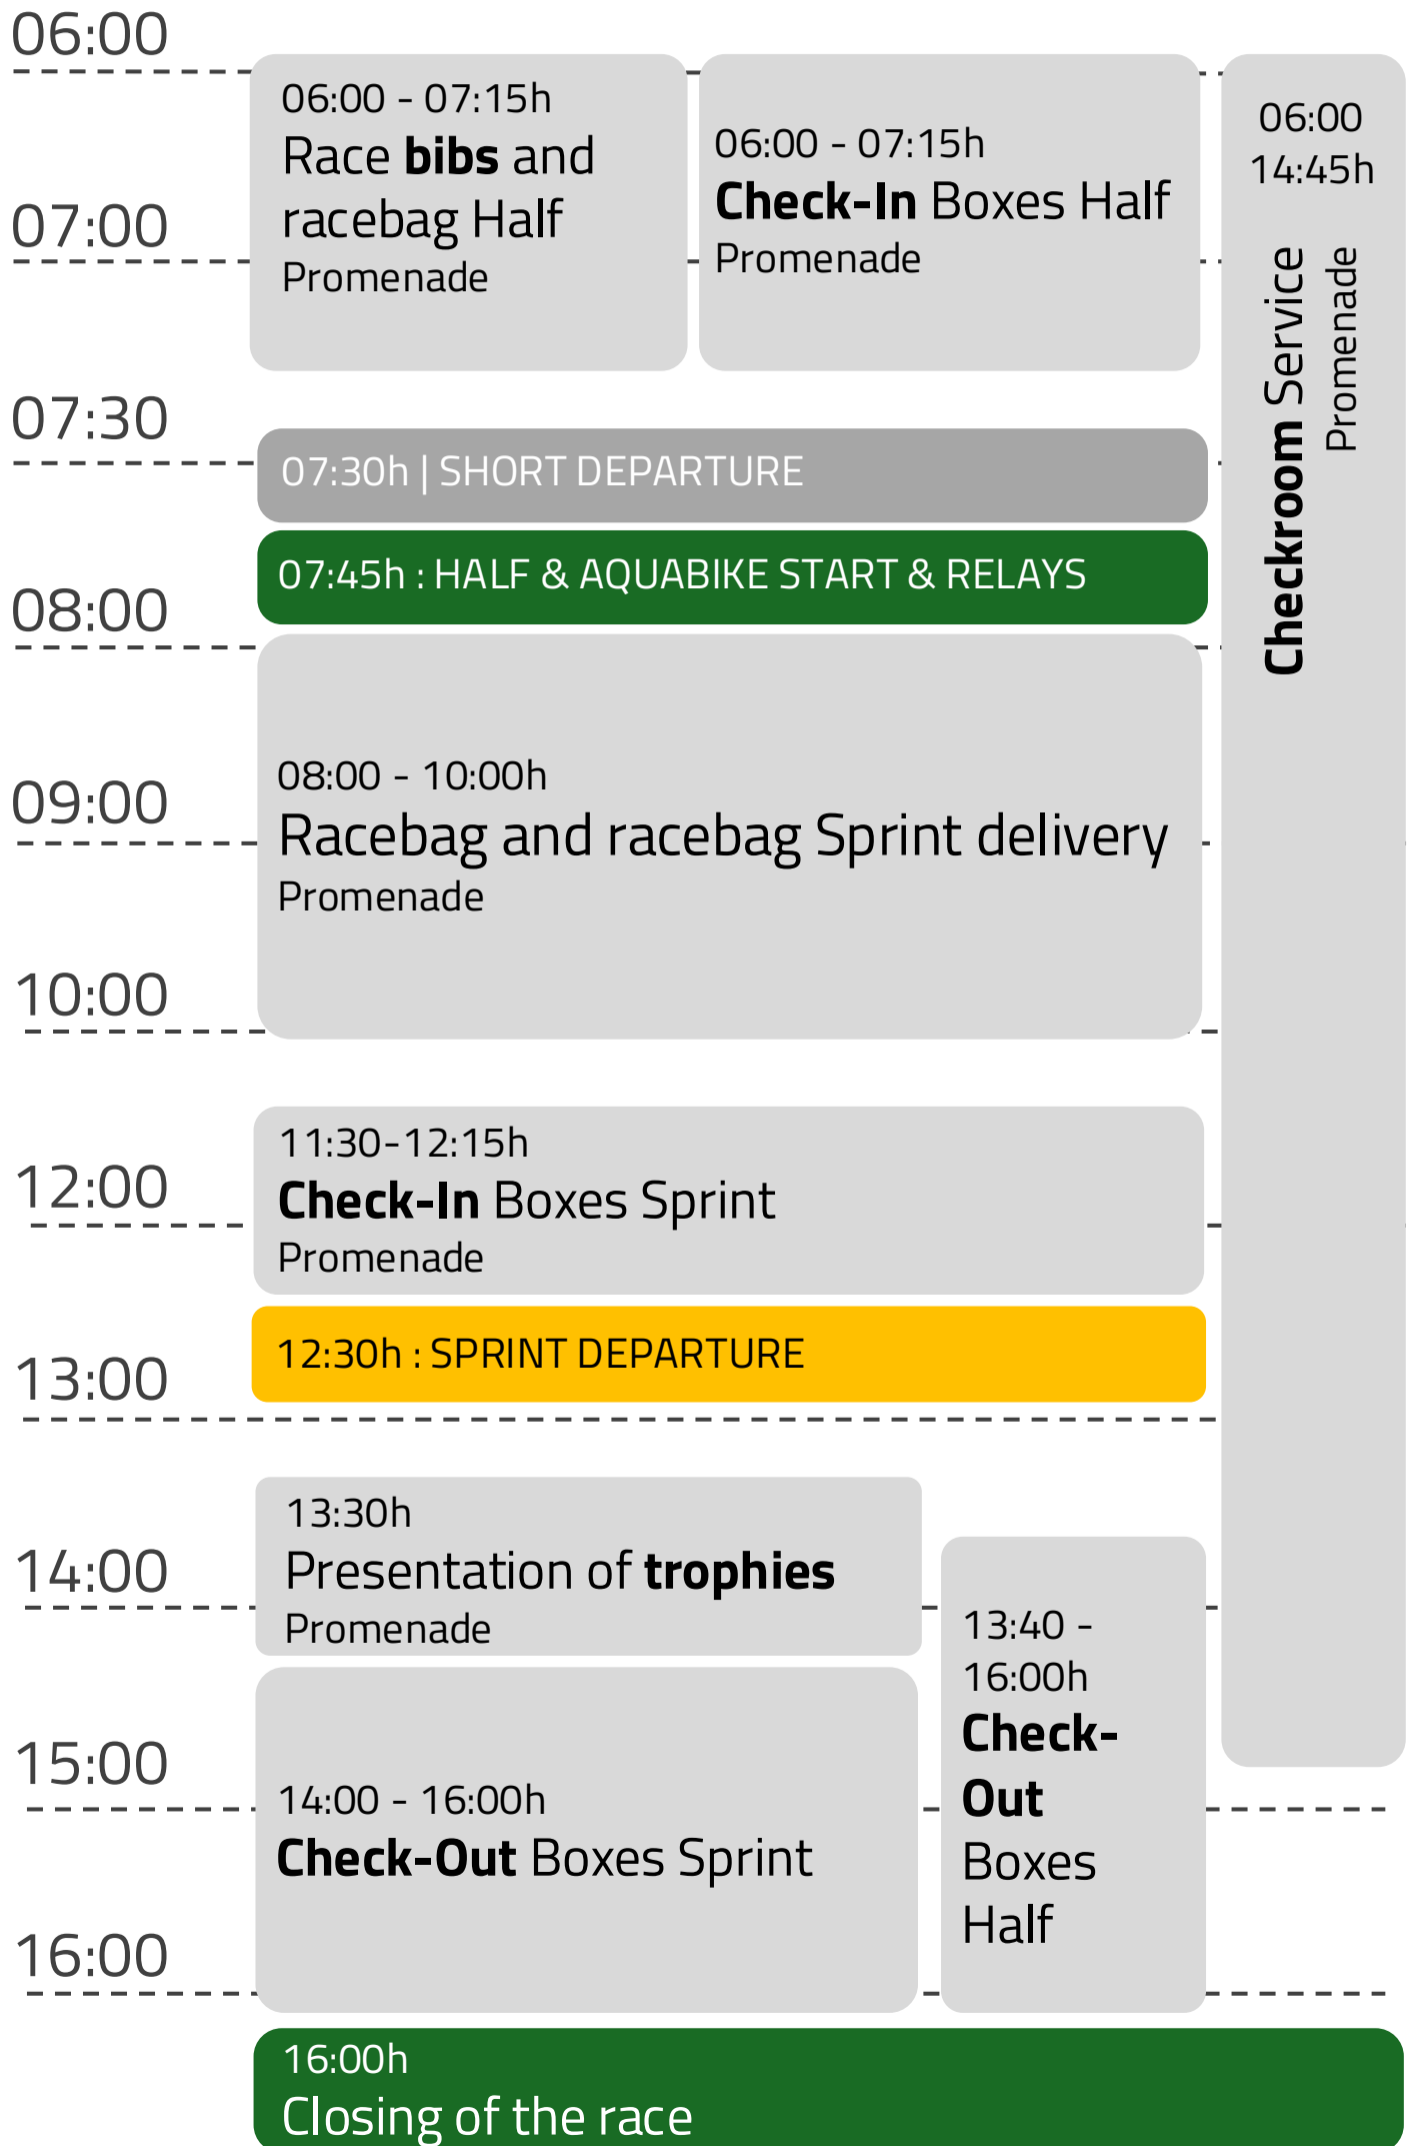 06:00
06:00 - 07:15h
Race bibs and
racebag Half
Promenade
06:00 - 07:15h
Check-In Boxes Half
Promenade
06:00
14:45h
Checkroom Service
Promenade
07:00
07:30
07:30h | SHORT DEPARTURE
07:45h : HALF & AQUABIKE START & RELAYS
08:00
08:00 - 10:00h
Racebag and racebag Sprint delivery
Promenade
09:00
10:00
11:30-12:15h
Check-In Boxes Sprint
Promenade
12:00
12:30h : SPRINT DEPARTURE
13:00
13:30h
Presentation of trophies
Promenade
14:00
13:40 -
16:00h
Check-
Out
Boxes
Half
15:00
14:00 - 16:00h
Check-Out Boxes Sprint
16:00
16:00h
Closing of the race